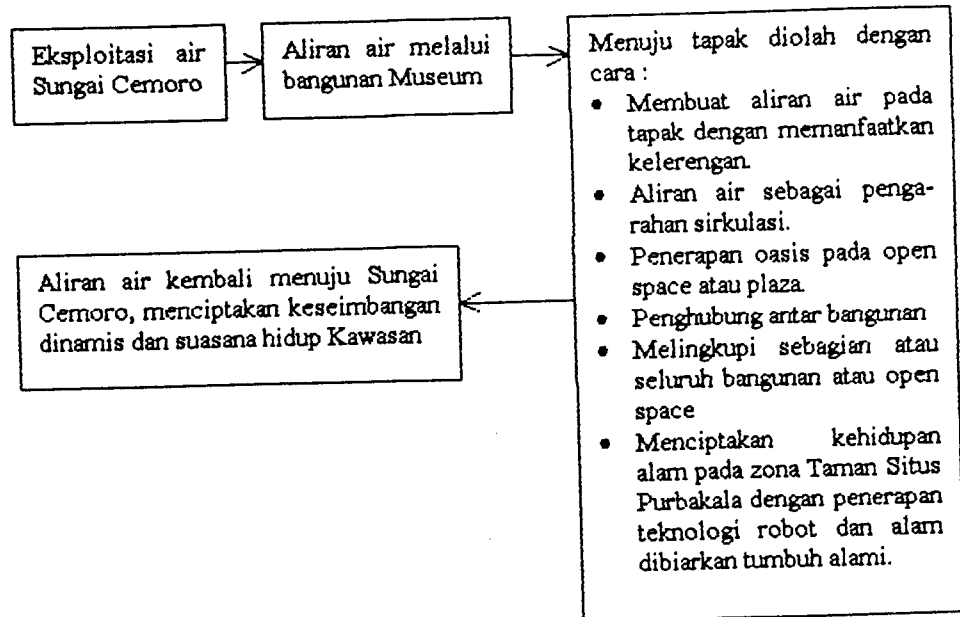 Eksploitasi air
Sungai Cemoro
Aliran air melalui
bangunan Museum
Menuju tapak diolah dengan
cara :
• Membuat aliran air pada
tapak dengan memanfaatkan
kelerengan.
• Aliran air sebagai penga-
rahan sirkulasi.
• Penerapan oasis pada open
space atau plaza.
• Penghubung antar bangunan
• Melingkupi sebagian atau
seluruh bangunan atau open
space
• Menciptakan kehidupan
alam pada zona Taman Situs
Purbakala dengan penerapan
teknologi robot dan alam
dibiarkan tumbuh alami.
Aliran air kembali menuju Sungai
Cemoro, menciptakan keseimbangan
dinamis dan suasana hidup Kawasan